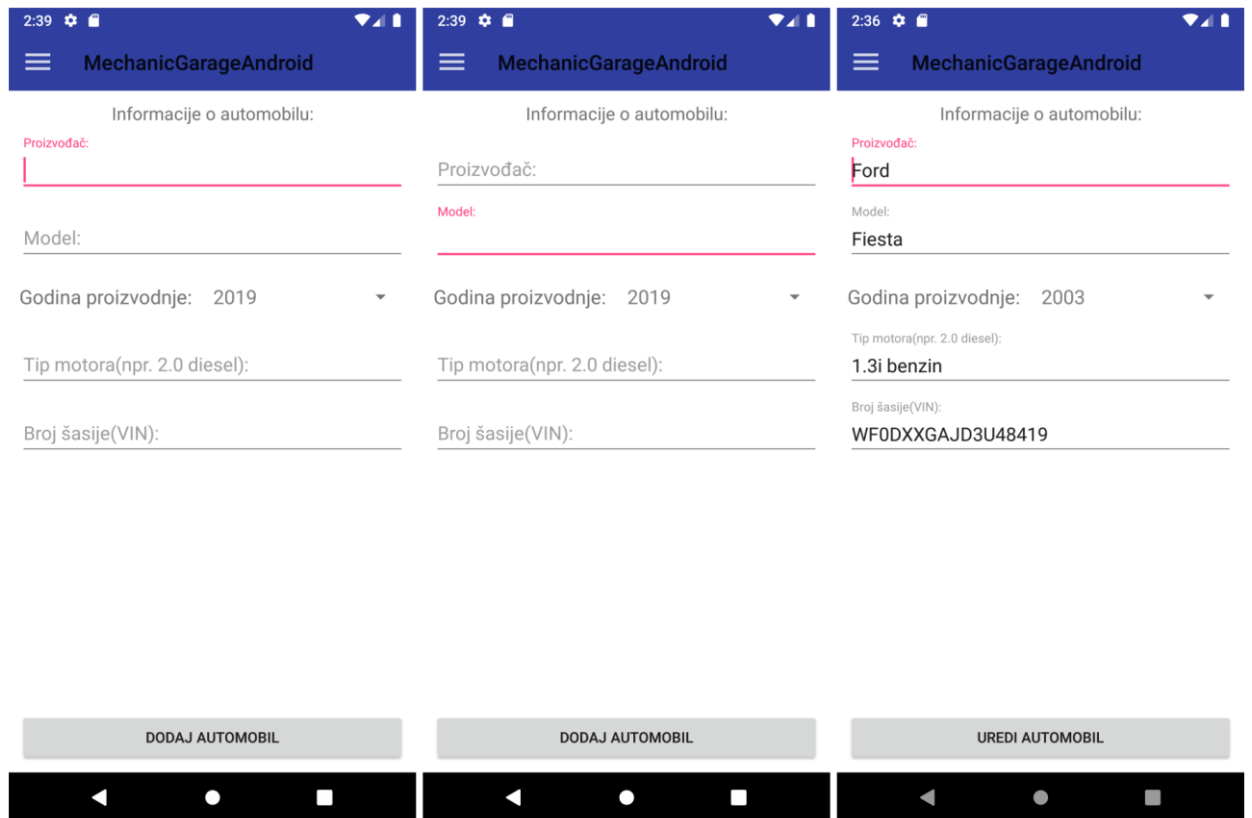 2:39
MechanicGarageAndroid
Informacije o automobilu:
Proizvođač:
Model:
Godina proizvodnje: 2019
Tip motora(npr. 2.0 diesel):
Broj šasije(VIN):
DODAJ AUTOMOBIL
2:39
MechanicGarageAndroid
Informacije o automobilu:
Proizvođač:
Model:
Godina proizvodnje: 2019
Tip motora(npr. 2.0 diesel):
Broj šasije(VIN):
DODAJ AUTOMOBIL
2:36
MechanicGarageAndroid
Informacije o automobilu:
Proizvođač:
Ford
Model:
Fiesta
Godina proizvodnje: 2003
Tip motora(npr. 2.0 diesel):
1.3i benzin
Broj šasije(VIN):
WF0DXXGAJD3U48419
UREDI AUTOMOBIL